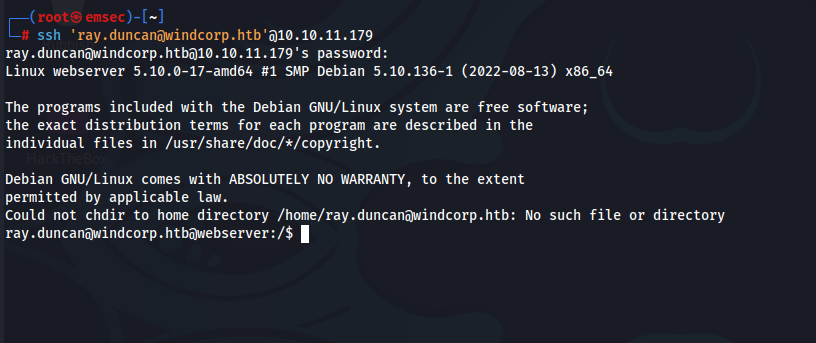 ┌──(root㉿emsec)-[~]
└─# ssh 'ray.duncan@windcorp.htb'@10.10.11.179
ray.duncan@windcorp.htb@10.10.11.179's password:
Linux webserver 5.10.0-17-amd64 #1 SMP Debian 5.10.136-1 (2022-08-13) x86_64
The programs included with the Debian GNU/Linux system are free software;
the exact distribution terms for each program are described in the
individual files in /usr/share/doc/*/copyright.
HackTheBox
Debian GNU/Linux comes with ABSOLUTELY NO WARRANTY, to the extent
permitted by applicable law.
Could not chdir to home directory /home/ray.duncan@windcorp.htb: No such file or directory
ray.duncan@windcorp.htb@webserver:/$